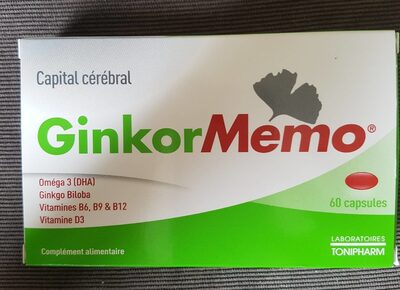 Capital cérébral
GinkorMemo®
Oméga 3 (DHA)
Ginkgo Biloba
Vitamines B6, B9 & B12
Vitamine D3
60 capsules
Complément alimentaire
LABORATOIRES
TONIPHARM